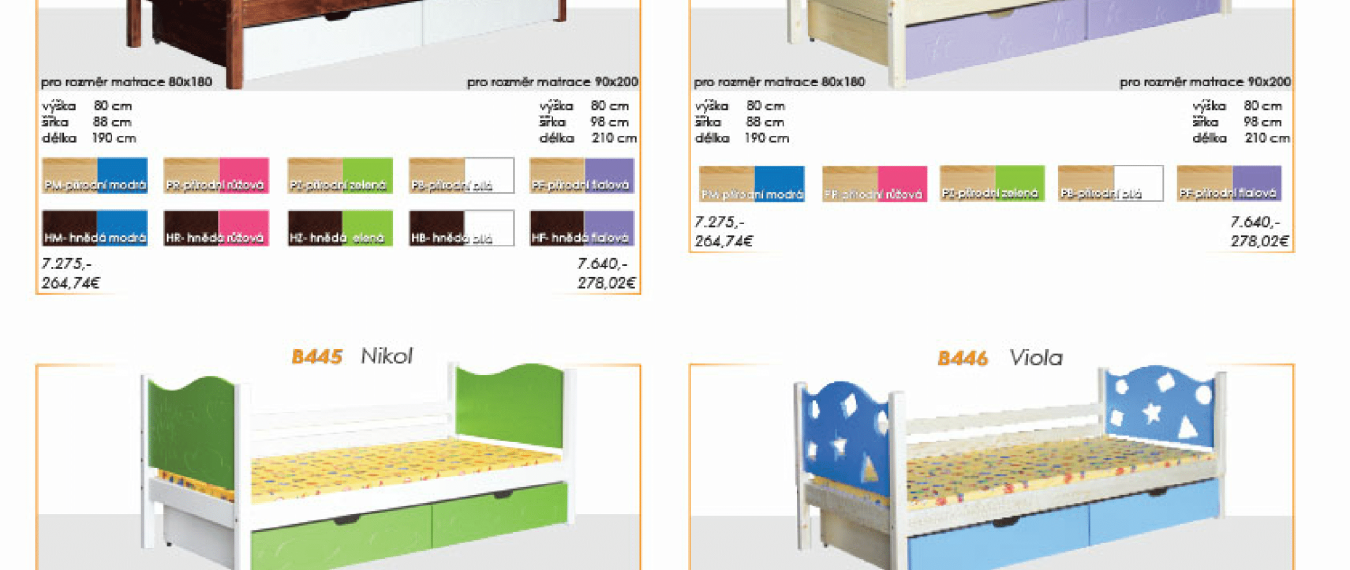 pro rozměr matrace 80x180 pro rozměr matrace 90x200
výška 80 cm výška 80 cm
šířka 88 cm šířka 98 cm
délka 190 cm délka 210 cm
PM-přírodní modrá PR-přírodní růžová PZ-přírodní zelená PB-přírodní bílá PF-přírodní fialová
HM- hnědá modrá HR- hnědá růžová HZ- hnědá elená HB- hnědá bílá HF- hnědá fialová
7.275,- 7.640,-
264,74€ 278,02€
pro rozměr matrace 80x180 pro rozměr matrace 90x200
výška 80 cm výška 80 cm
šířka 88 cm šířka 98 cm
délka 190 cm délka 210 cm
PM-přírodní modrá PR-přírodní růžová PZ-přírodní zelená PB-přírodní bílá PF-přírodní fialová
7.275,- 7.640,-
264,74€ 278,02€
B445 Nikol
B446 Viola